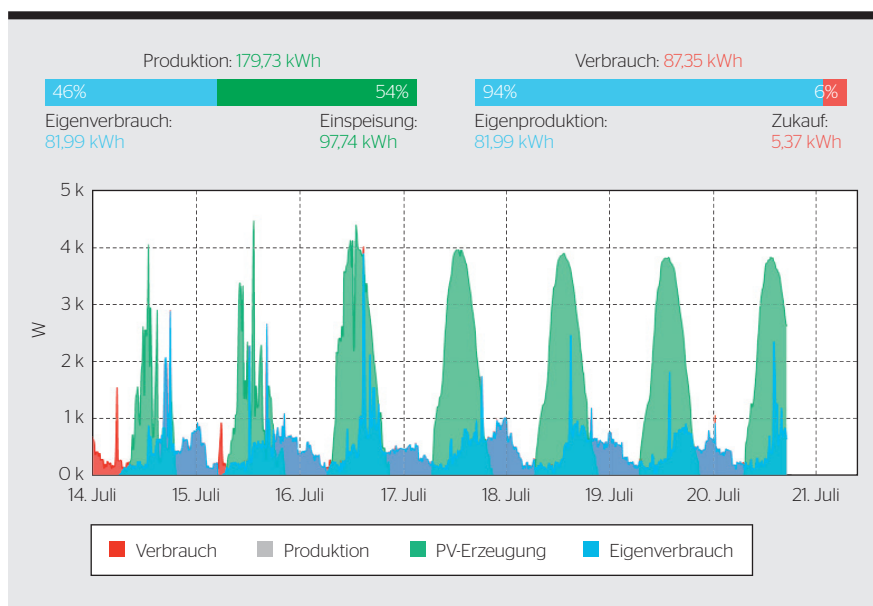 Produktion: 179,73 kWh
46% 54%
Eigenverbrauch: Einspeisung:
81,99 kWh 97,74 kWh
Verbrauch: 87,35 kWh
94% 6%
Eigenproduktion: Zukauf:
81,99 kWh 5,37 kWh
5 k
4 k
3 k
2 k
1 k
0 k
W
14. Juli 15. Juli 16. Juli 17. Juli 18. Juli 19. Juli 20. Juli 21. Juli
Verbrauch Produktion PV-Erzeugung Eigenverbrauch